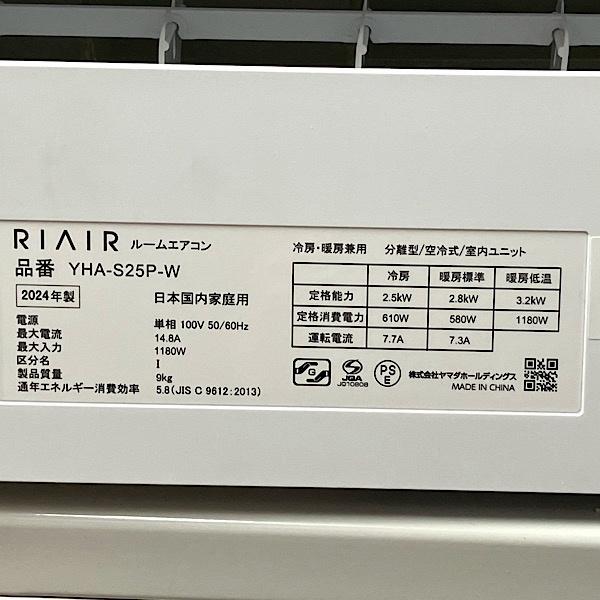 RIAIR ルームエアコン
品番 YHA-S25P-W
2024年製 日本国内家庭用
電源 単相 100V 50/60Hz
最大電流 14.8A
最大入力 1180W
区分名 I
製品質量 9kg
通年エネルギー消費効率 5.8(JIS C 9612:2013)
冷房・暖房兼用 分離型/空冷式/室内ユニット
冷房 暖房標準 暖房低温
定格能力 2.5kW 2.8kW 3.2kW
定格消費電力 610W 580W 1180W
運転電流 7.7A 7.3A
G
JQA
JQ1080B
PS
E
株式会社ヤマダホールディングス
MADE IN CHINA